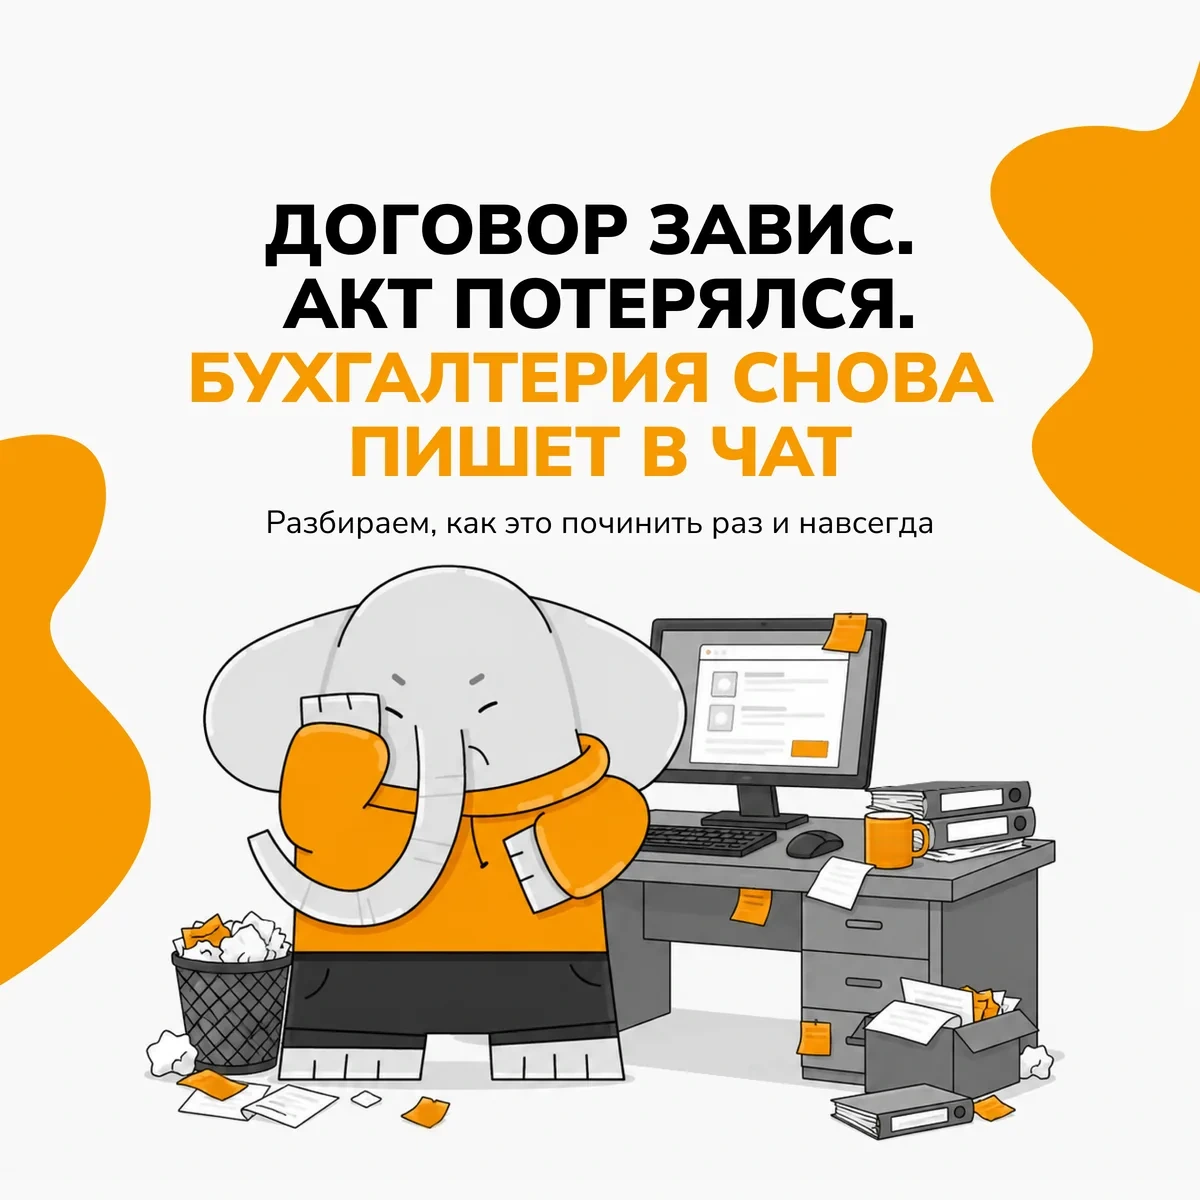 ДОГОВОР ЗАВИС.
АКТ ПОТЕРЯЛСЯ.
БУХГАЛТЕРИЯ СНОВА
ПИШЕТ В ЧАТ
Разбираем, как это починить раз и навсегда